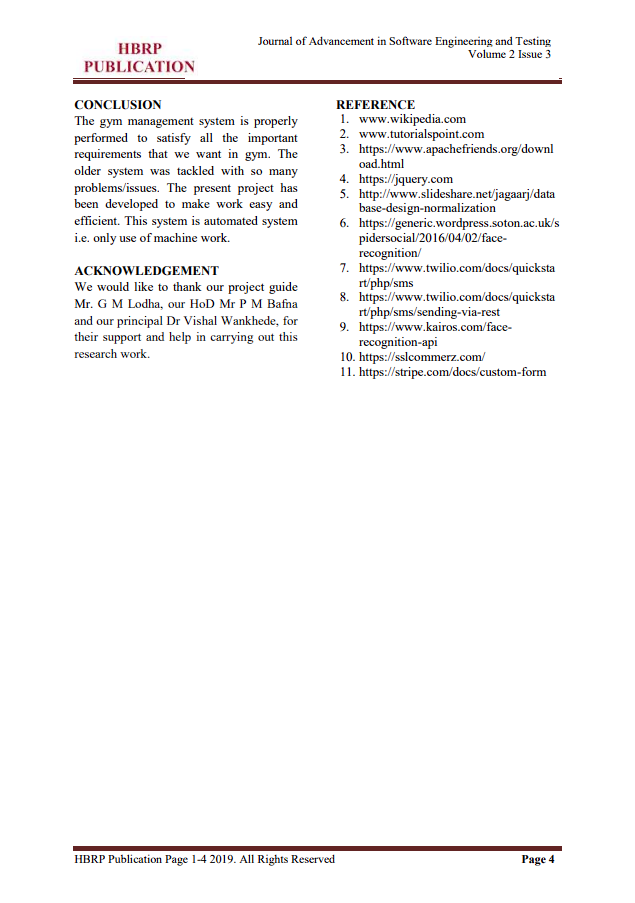 HBRP
PUBLICATION
Journal of Advancement in Software Engineering and Testing
Volume 2 Issue 3
CONCLUSION
The gym management system is properly
performed to satisfy all the important
requirements that we want in gym. The
older system was tackled with so many
problems/issues. The present project has
been developed to make work easy and
efficient. This system is automated system
i.e. only use of machine work.
ACKNOWLEDGEMENT
We would like to thank our project guide
Mr. G M Lodha, our HoD Mr P M Bafna
and our principal Dr Vishal Wankhede, for
their support and help in carrying out this
research work.
REFERENCE
1. www.wikipedia.com
2. www.tutorialspoint.com
3. https://www.apachefriends.org/downl
oad.html
4. https://jquery.com
5. http://www.slideshare.net/jagaarj/data
base-design-normalization
6. https://generic.wordpress.soton.ac.uk/s
pidersocial/2016/04/02/face-
recognition/
7. https://www.twilio.com/docs/quicksta
rt/php/sms
8. https://www.twilio.com/docs/quicksta
rt/php/sms/sending-via-rest
9. https://www.kairos.com/face-
recognition-api
10. https://sslcommerz.com/
11. https://stripe.com/docs/custom-form
HBRP Publication Page 1-4 2019. All Rights Reserved
Page 4